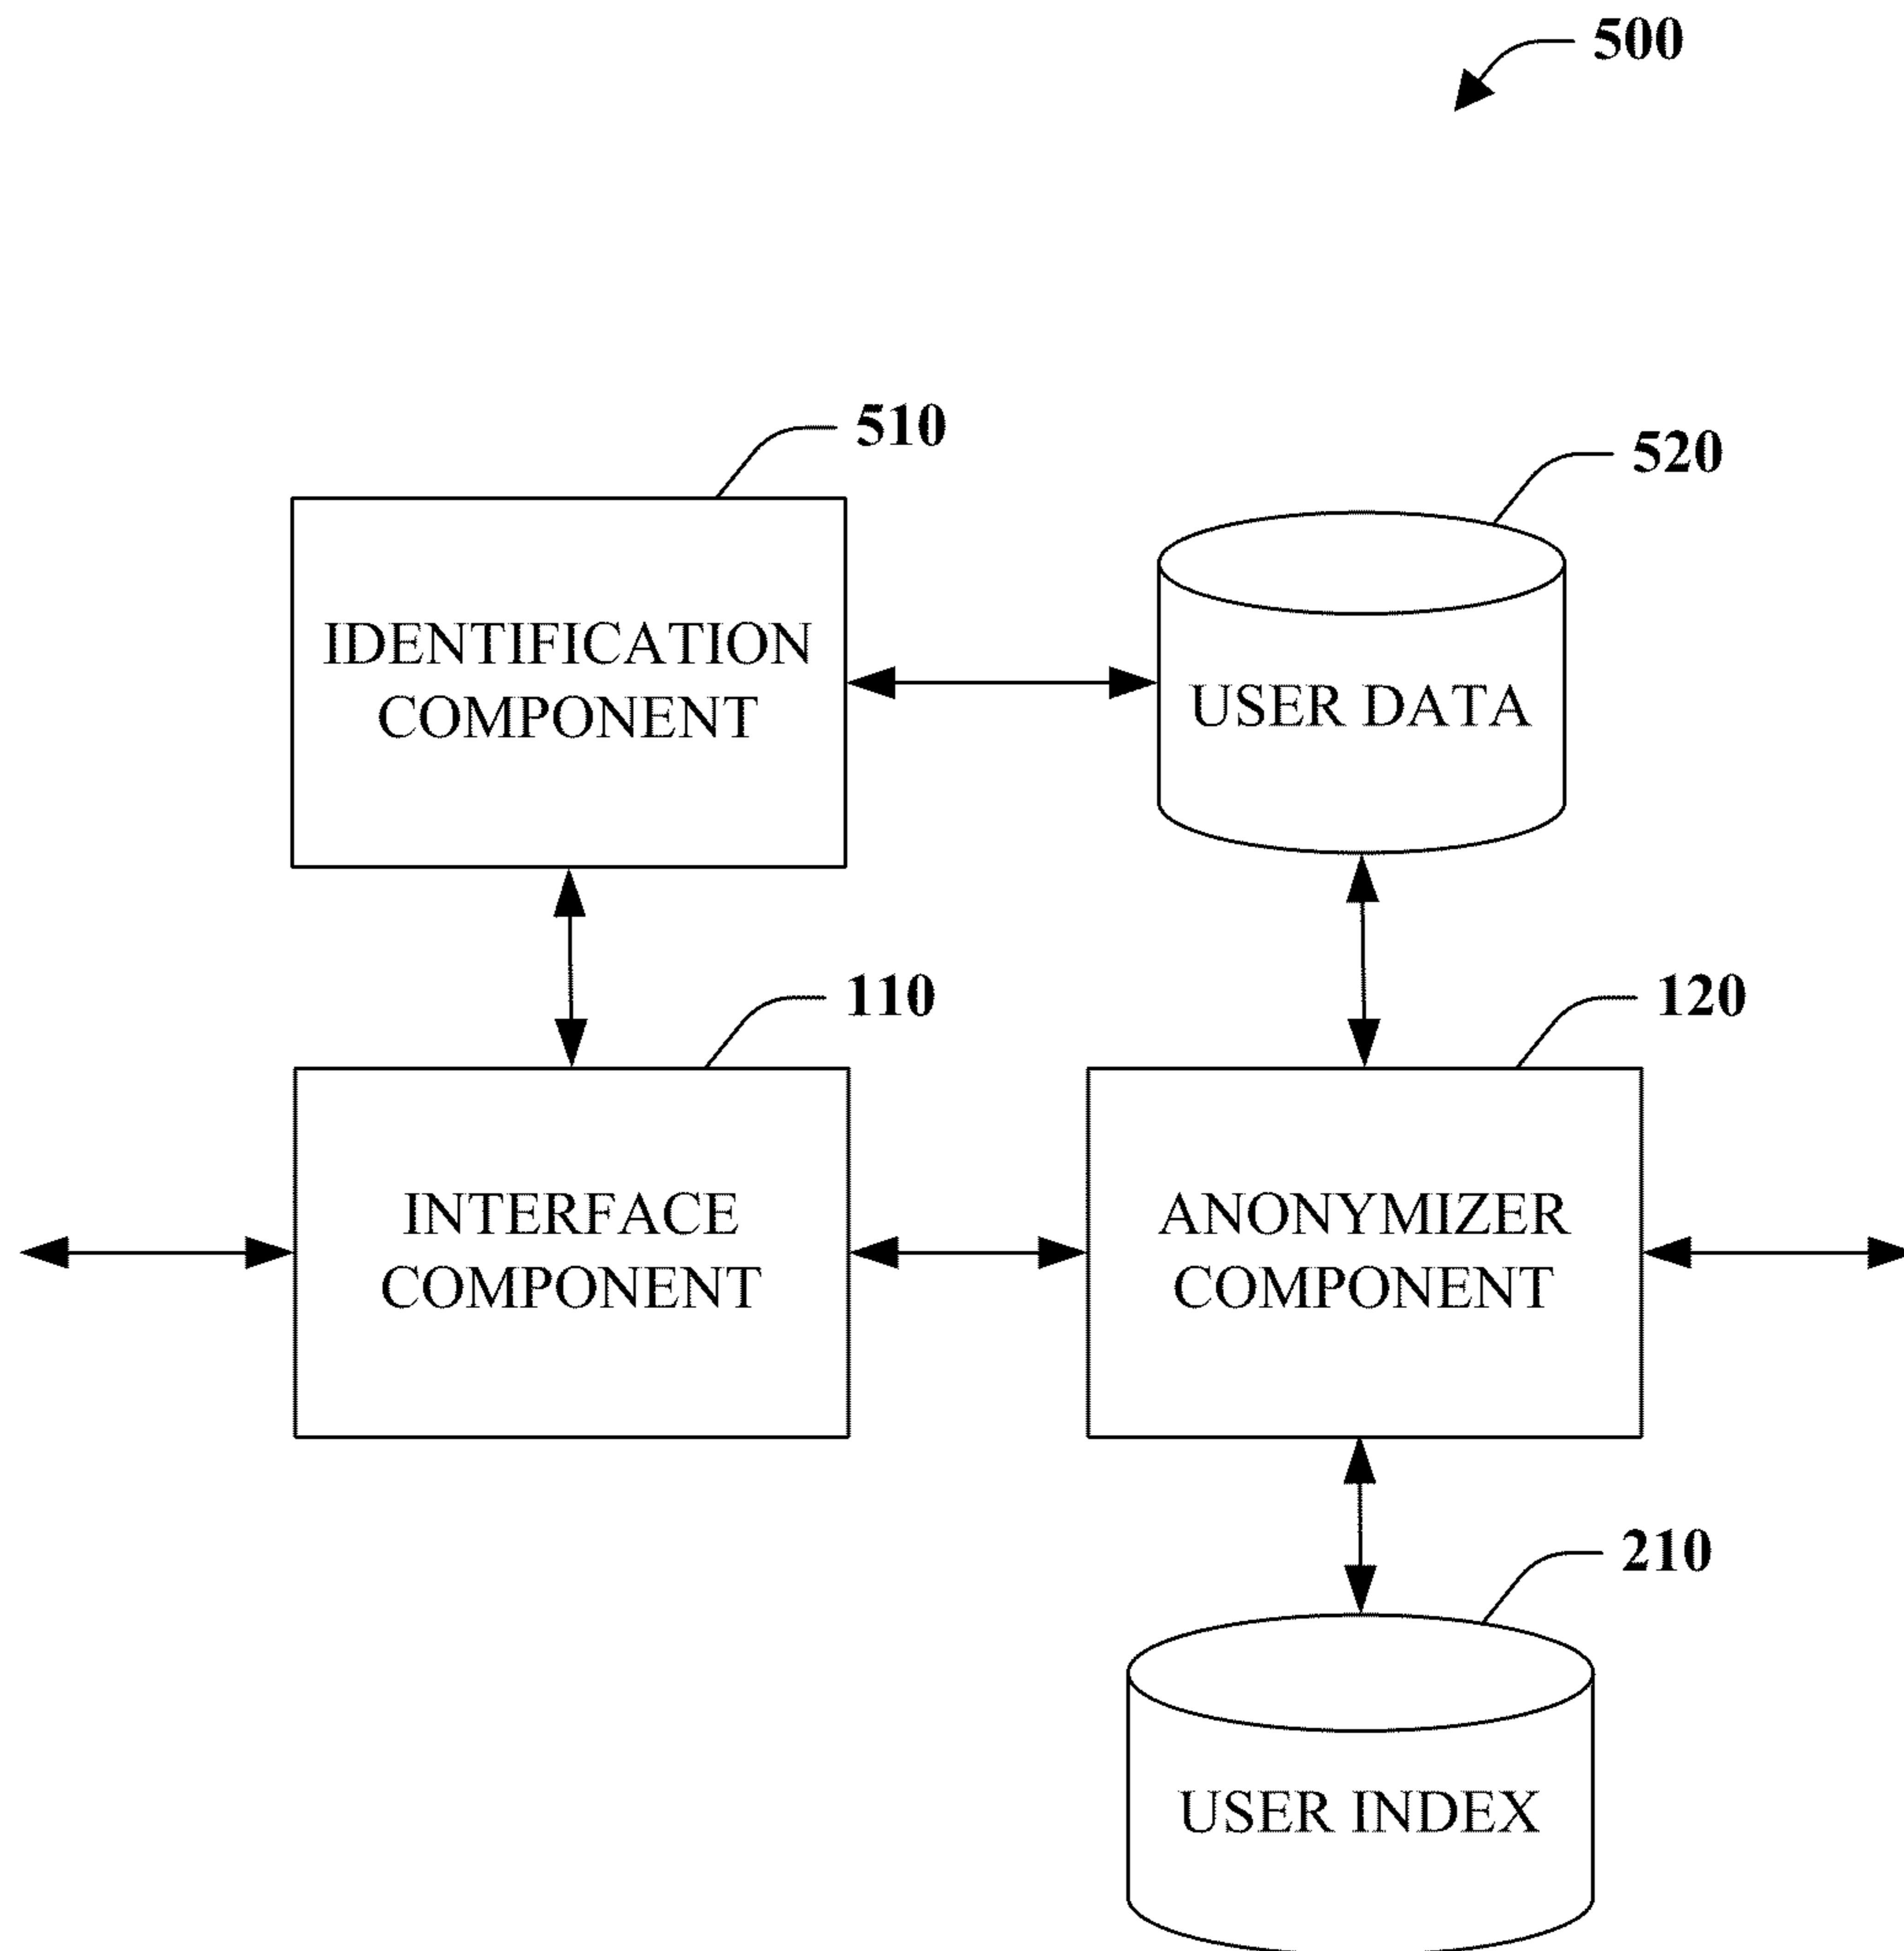 500
510
520
IDENTIFICATION
COMPONENT
USER DATA
110
120
INTERFACE
COMPONENT
ANONYMIZER
COMPONENT
210
USER INDEX